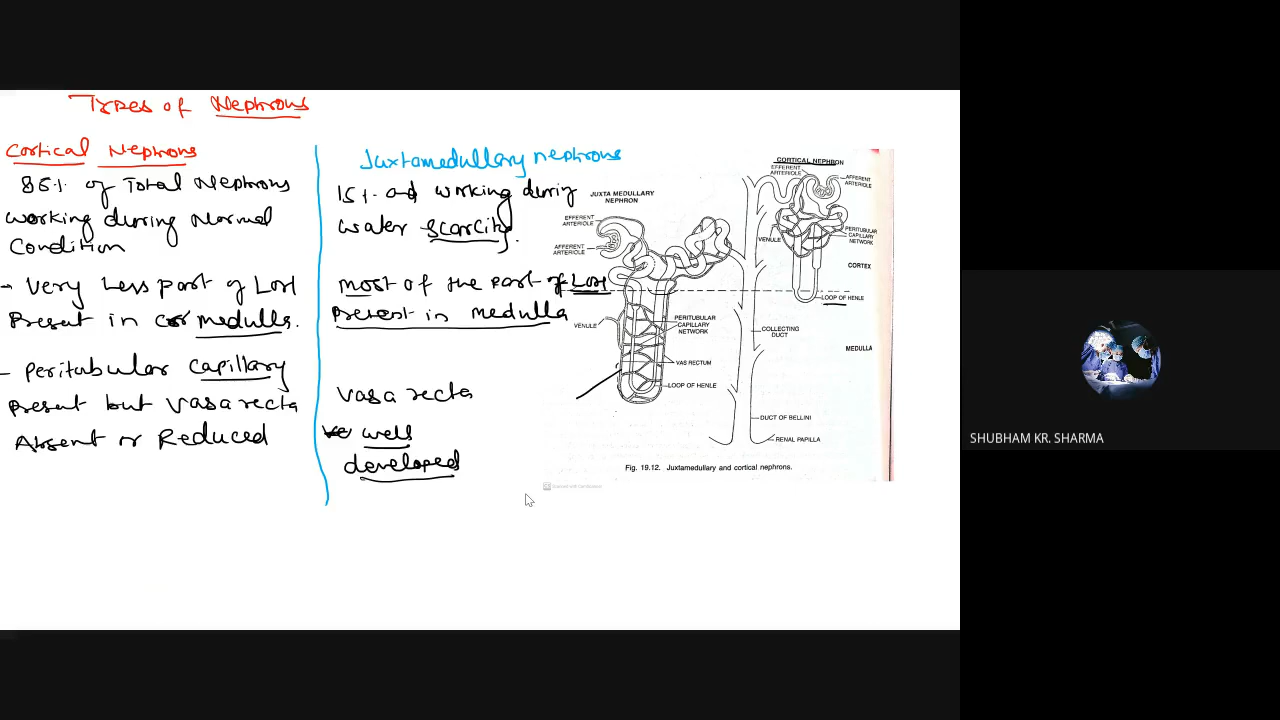 Types of Nephrons
Cortical Nephrons
85% of Total Nephrons
working during Normal
Condition
→ Very Less part of LOH
Present in medulla.
- Peritubular Capillary
Present but Vasa recta
Absent or Reduced
Juxtamedullary nephrons
15% and working during
water Scarcity.
most of the Part of LOH
Present in medulla
Vasa recta
well
developed
CORTICAL NEPHRON
EFFERENT
ARTERIOLE
AFFERENT
ARTERIOLE
JUXTA MEDULLARY
NEPHRON
EFFERENT
ARTERIOLE
AFFERENT
ARTERIOLE
VENULE
PERITUBULAR
CAPILLARY
NETWORK
CORTEX
LOOP OF HENLE
VENULE
PERITUBULAR
CAPILLARY
NETWORK
COLLECTING
DUCT
MEDULLA
VAS RECTUM
LOOP OF HENLE
DUCT OF BELLINI
RENAL PAPILLA
Fig. 19.12. Juxtamedullary and cortical nephrons.
CS Scanned with CamScanner
SHUBHAM KR. SHARMA